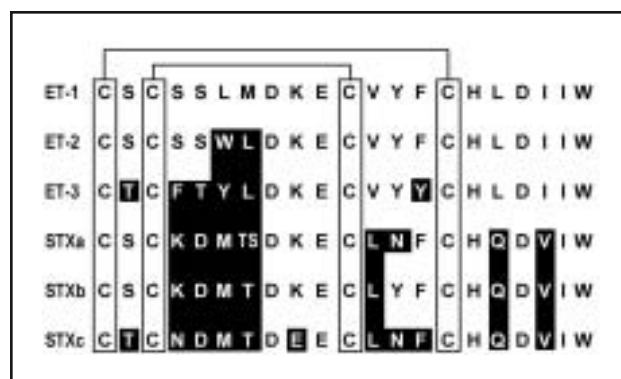 ET-1 C S C S S L M D K E C V Y F C H L D I I W
ET-2 C S C S S W L D K E C V Y F C H L D I I W
ET-3 C T C F T Y L D K E C V Y Y C H L D I I W
STXa C S C K D M TS D K E C L N F C H Q D V I W
STXb C S C K D M T D K E C L Y F C H Q D V I W
STXc C T C N D M T D E E C L N F C H Q D V I W